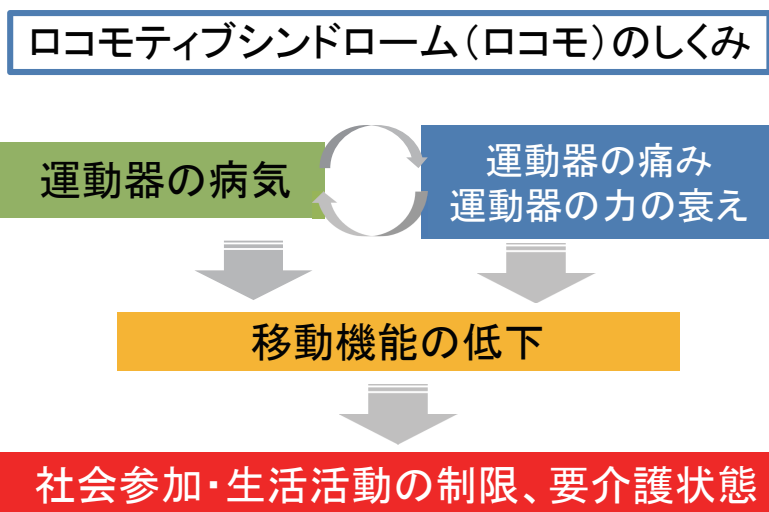 ロコモティブシンドローム（ロコモ）のしくみ
運動器の病気
運動器の痛み
運動器の力の衰え
移動機能の低下
社会参加・生活活動の制限、要介護状態